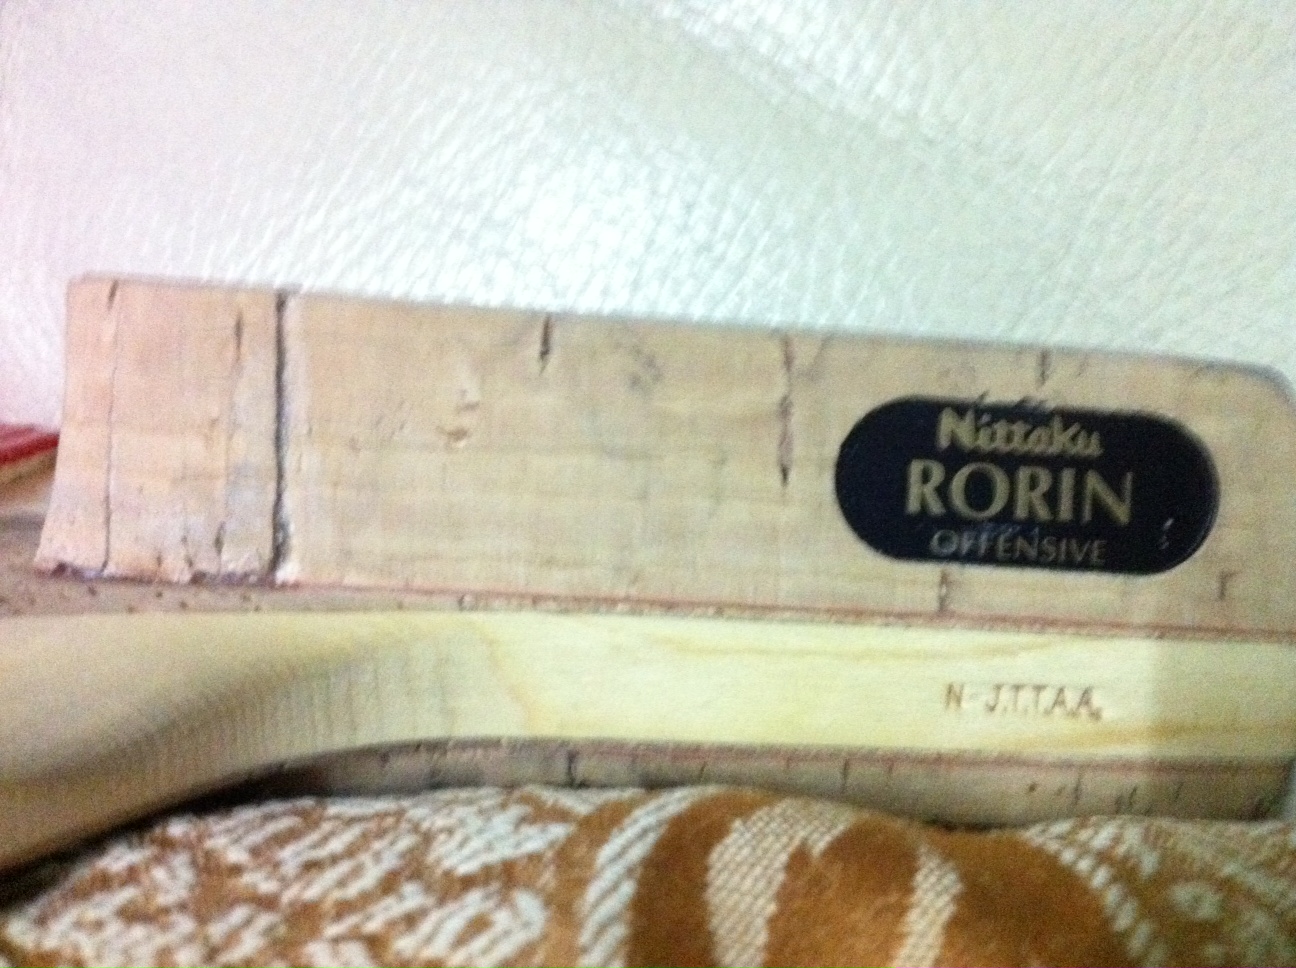 Nittaku
RORIN
OFFENSIVE
N-J.T.T.A.A.